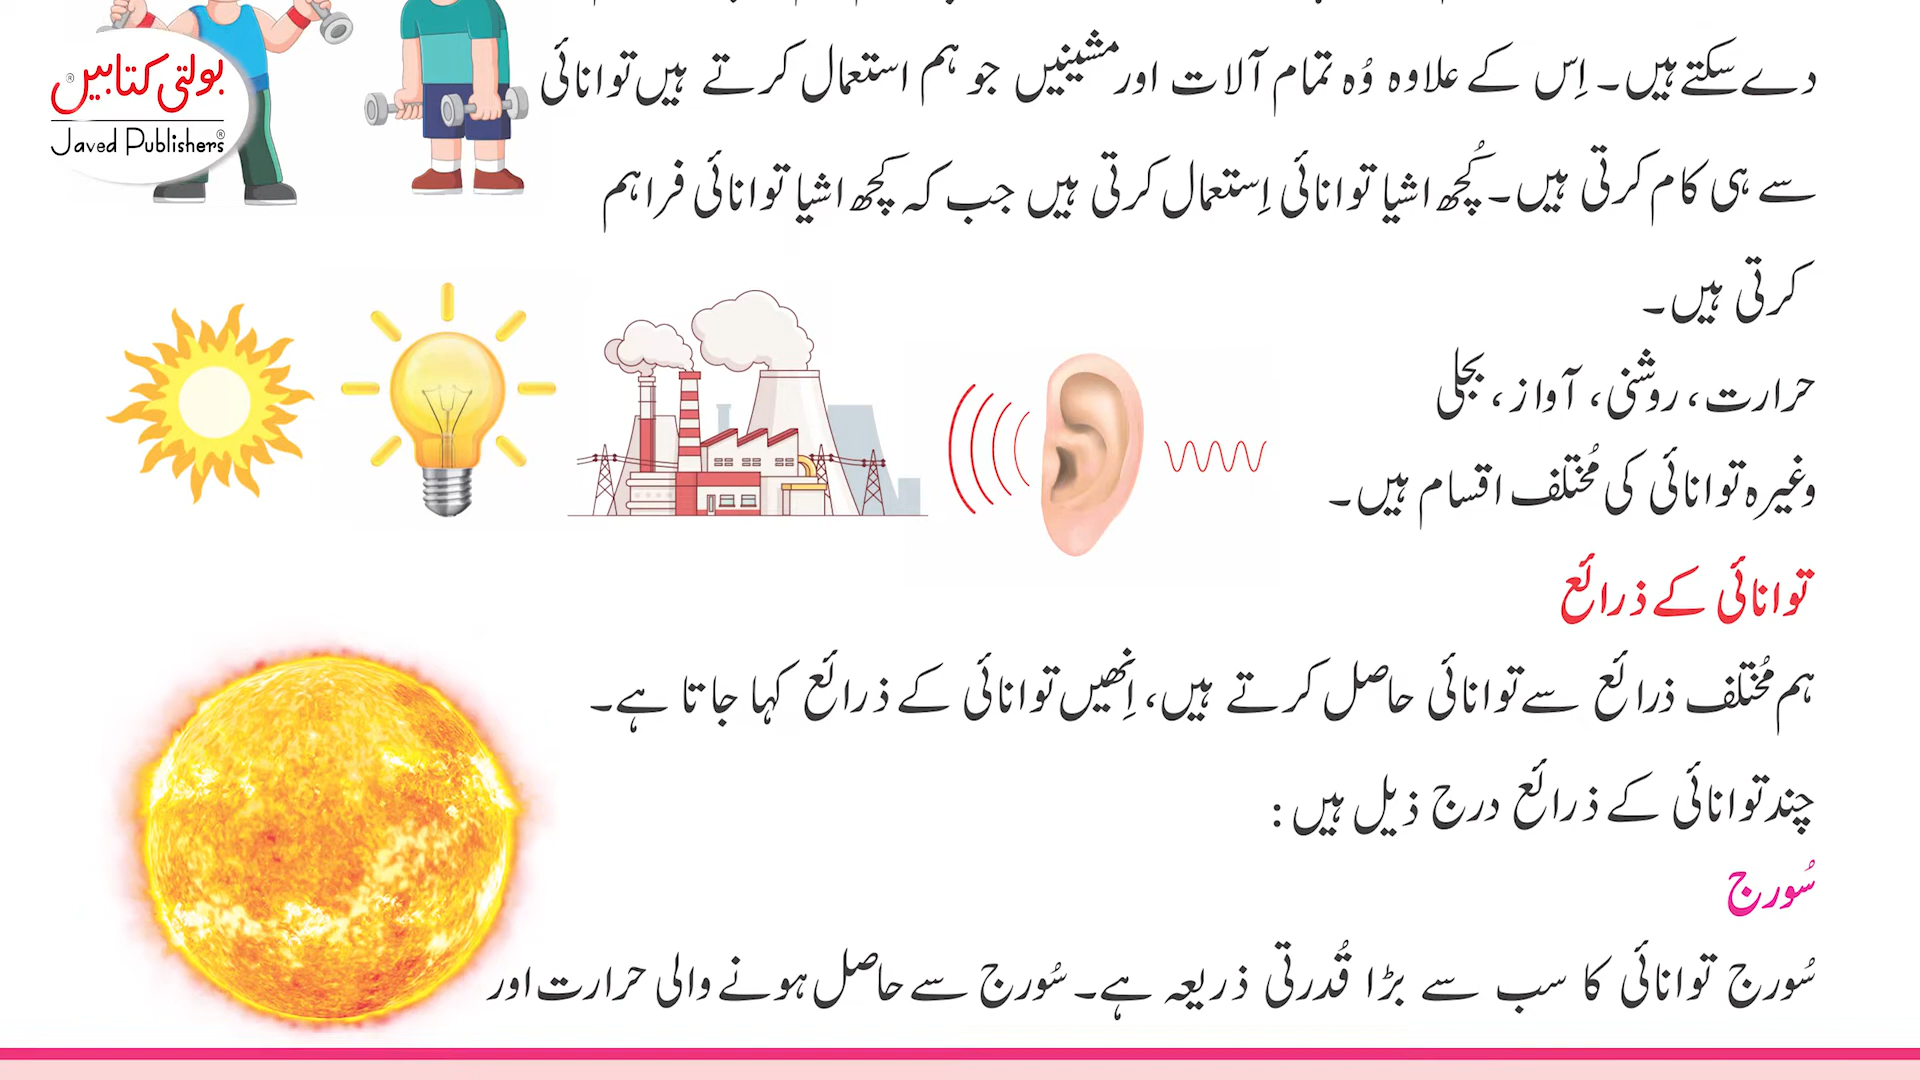 بولتی کتابیں®
Javed Publishers®
دے سکتے ہیں۔ اِس کے علاوہ وُہ تمام آلات اور مشینیں جو ہم استعمال کرتے ہیں توانائی
سے ہی کام کرتی ہیں۔ کُچھ اشیا توانائی اِستعمال کرتی ہیں جب کہ کچھ اشیا توانائی فراہم
کرتی ہیں۔
حرارت، روشنی، آواز، بجلی
وغیرہ توانائی کی مُختلف اقسام ہیں۔
توانائی کے ذرائع
ہم مُختلف ذرائع سے توانائی حاصل کرتے ہیں، اِنھیں توانائی کے ذرائع کہا جاتا ہے۔
چند توانائی کے ذرائع درج ذیل ہیں:
سُورج
سُورج توانائی کا سب سے بڑا قُدرتی ذریعہ ہے۔ سُورج سے حاصل ہونے والی حرارت اور